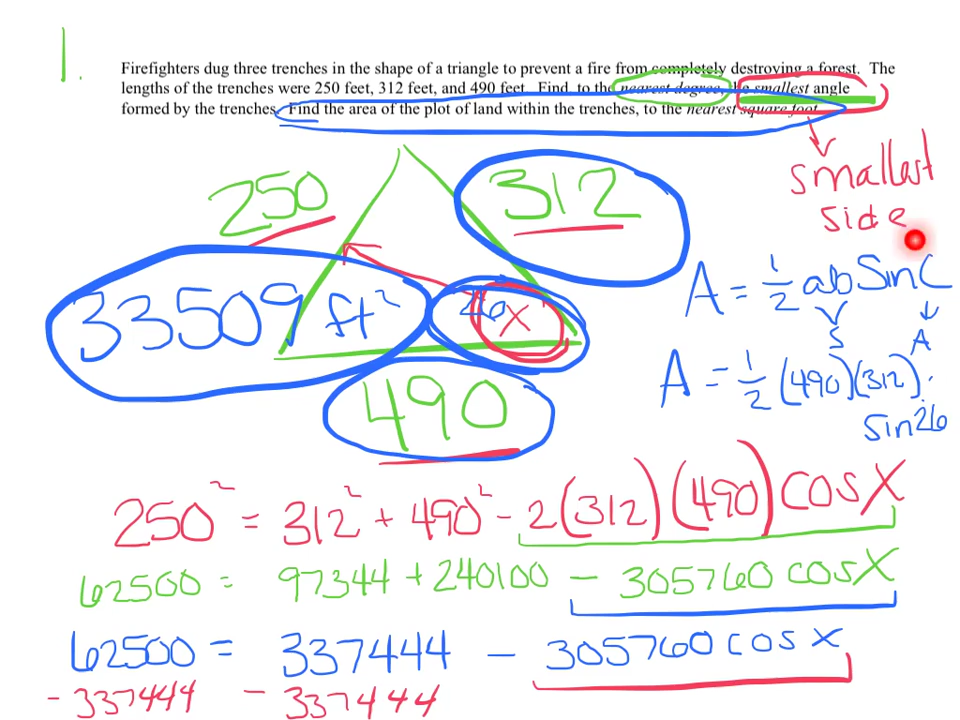 1.
Firefighters dug three trenches in the shape of a triangle to prevent a fire from completely destroying a forest. The
lengths of the trenches were 250 feet, 312 feet, and 490 feet. Find, to the nearest degree, the smallest angle
formed by the trenches. Find the area of the plot of land within the trenches, to the nearest square foot.
smallest
side
250
312
33509 ft²
26
x
490
A = 1/2 ab Sin C
S
A
A = 1/2 (490)(312) ·
sin 26
250² = 312² + 490² - 2(312)(490) cos X
62500 = 97344 + 240100 - 305760 cos X
62500 = 337444 - 305760 cos x
- 337444 - 337444